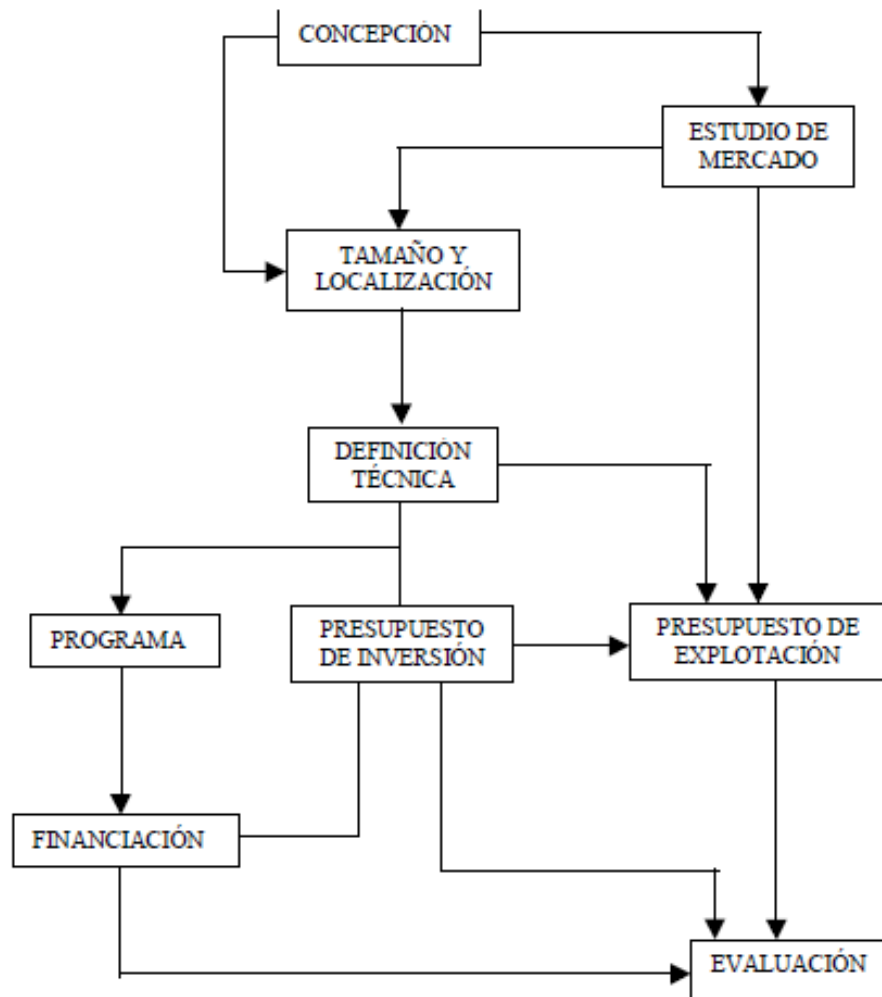 CONCEPCIÓN
ESTUDIO DE
MERCADO
TAMAÑO Y
LOCALIZACIÓN
DEFINICIÓN
TÉCNICA
PROGRAMA
PRESUPUESTO
DE INVERSIÓN
PRESUPUESTO DE
EXPLOTACIÓN
FINANCIACIÓN
EVALUACIÓN